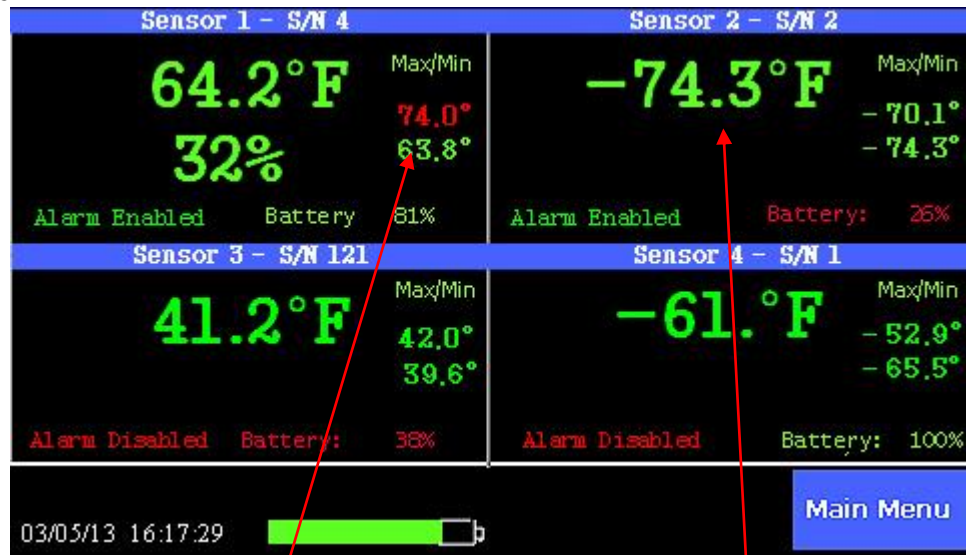 Sensor 1 - S/N 4
64.2°F
Max/Min
74.0°
32%
63.8°
Alarm Enabled Battery 81%
Sensor 2 - S/N 2
-74.3°F
Max/Min
-70.1°
-74.3°
Alarm Enabled Battery: 26%
Sensor 3 - S/N 121
41.2°F
Max/Min
42.0°
39.6°
Alarm Disabled Battery: 38%
Sensor 4 - S/N 1
-61.°F
Max/Min
-52.9°
-65.5°
Alarm Disabled Battery: 100%
03/05/13 16:17:29
Main Menu